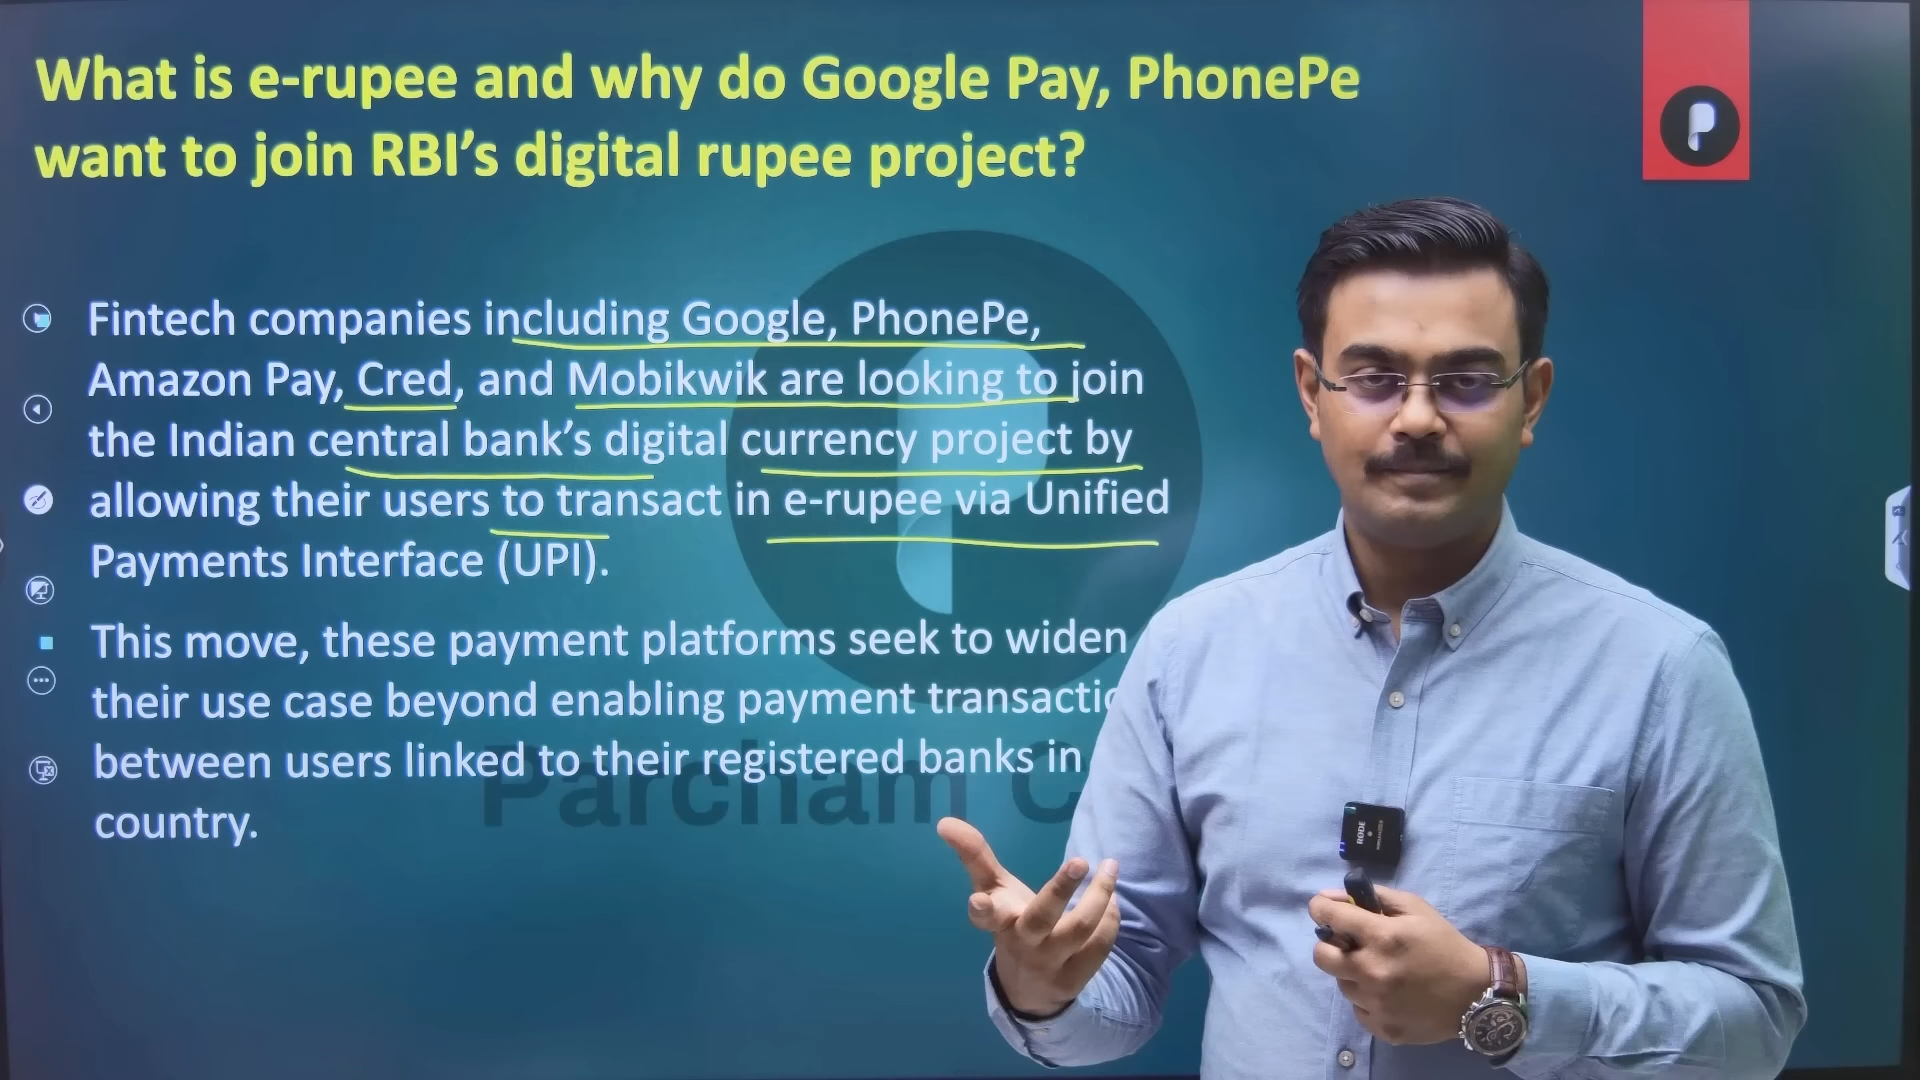 What is e-rupee and why do Google Pay, PhonePe
want to join RBI's digital rupee project?
Fintech companies including Google, PhonePe,
Amazon Pay, Cred, and Mobikwik are looking to join
the Indian central bank's digital currency project by
allowing their users to transact in e-rupee via Unified
Payments Interface (UPI).
This move, these payment platforms seek to widen
their use case beyond enabling payment
between users linked to their registered banks in
country.
Parcham
RODE